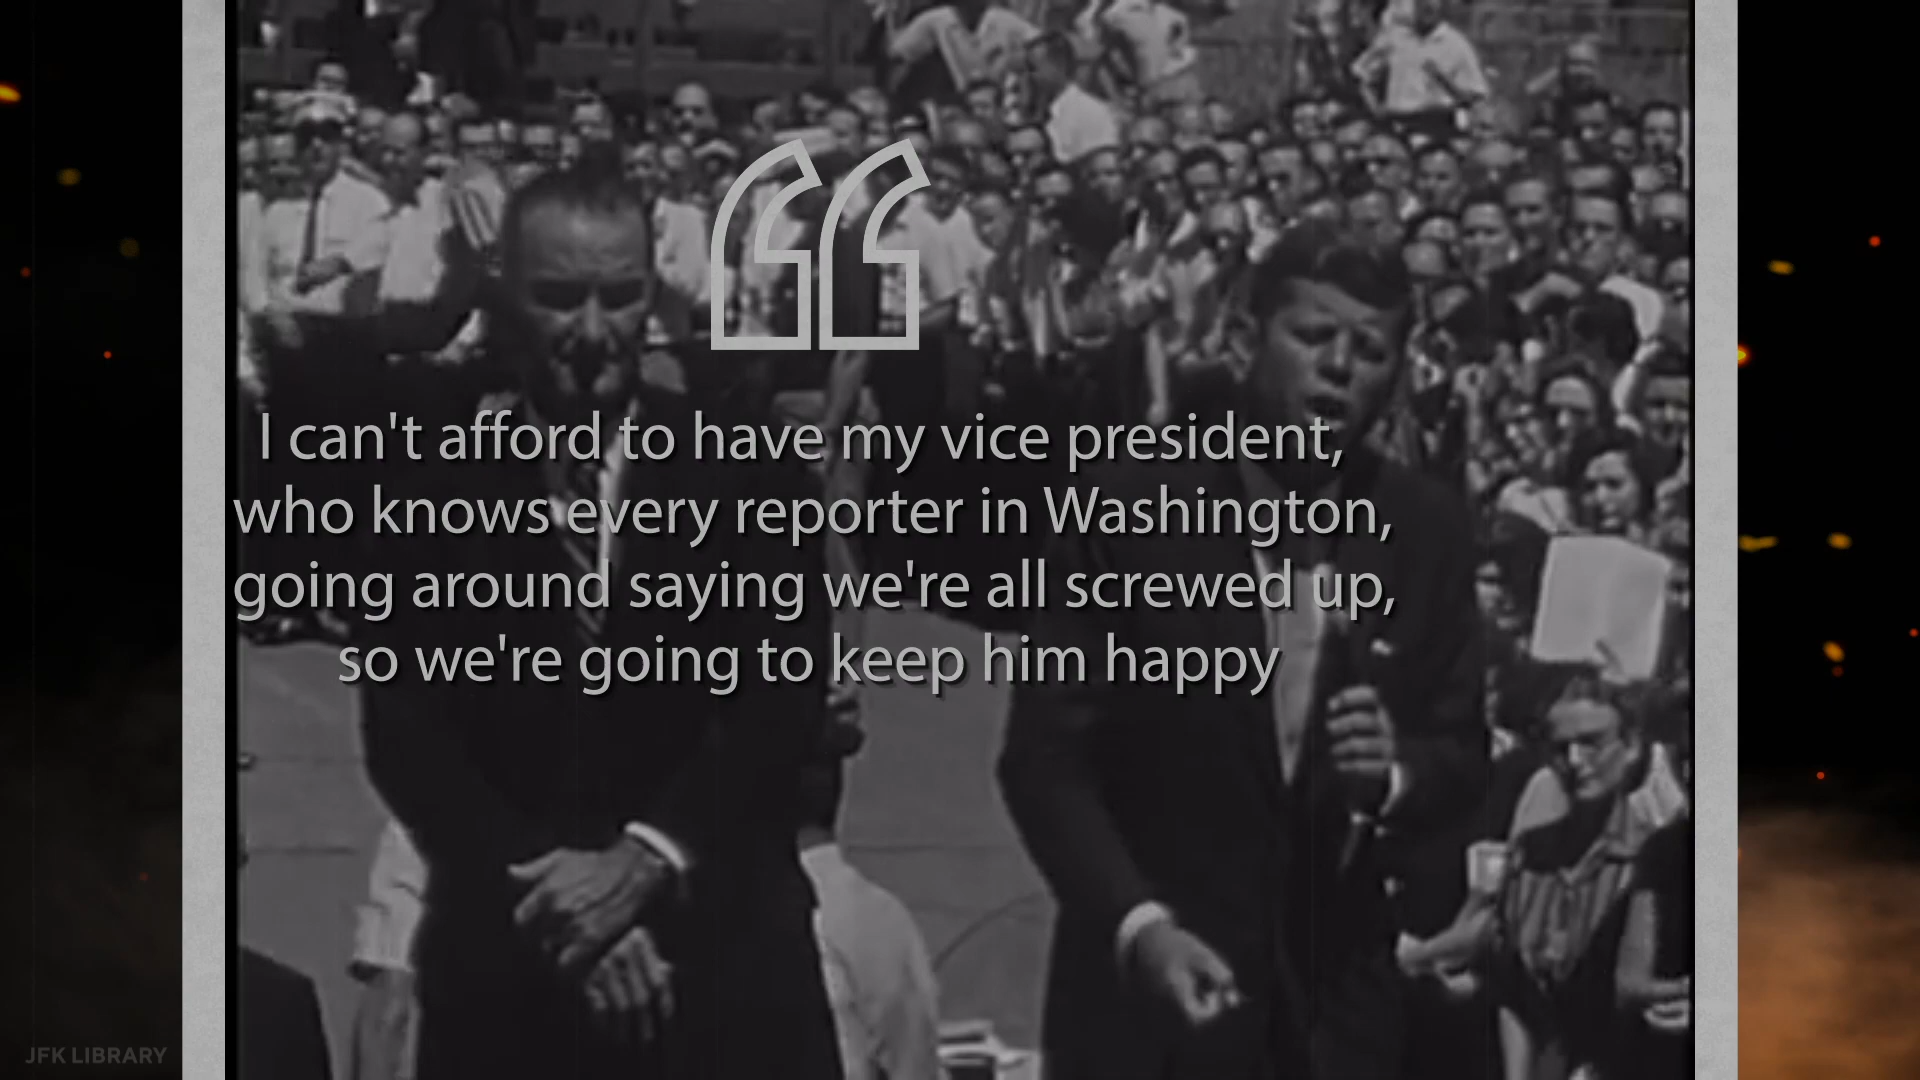 I can't afford to have my vice president,
who knows every reporter in Washington,
going around saying we're all screwed up,
so we're going to keep him happy
JFK LIBRARY